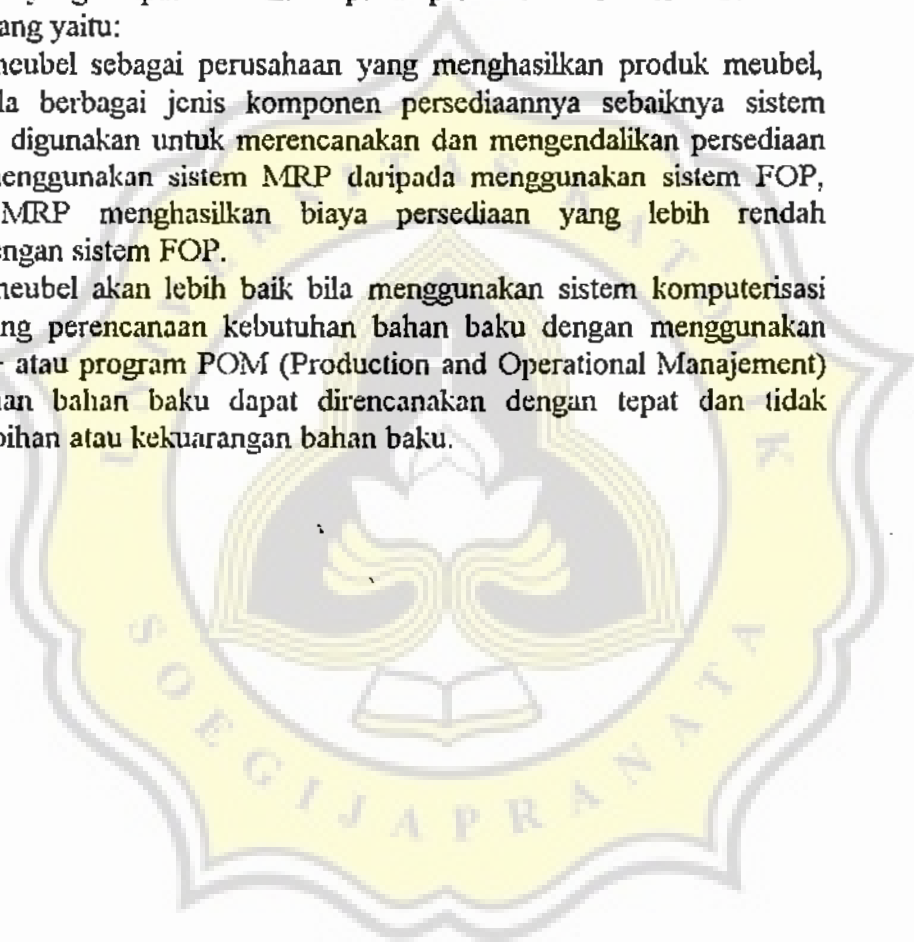 ang yaitu:
neubel sebagai perusahaan yang menghasilkan produk meubel,
la berbagai jenis komponen persediaannya sebaiknya sistem
digunakan untuk merencanakan dan mengendalikan persediaan
nenggunakan sistem MRP daripada menggunakan sistem FOP,
MRP menghasilkan biaya persediaan yang lebih rendah
engan sistem FOP.
neubel akan lebih baik bila menggunakan sistem komputerisasi
ng perencanaan kebutuhan bahan baku dengan menggunakan
atau program POM (Production and Operational Manajement)
an bahan baku dapat direncanakan dengan tepat dan tidak
bihan atau kekuarangan bahan baku.
SOEGIJAPRANATA